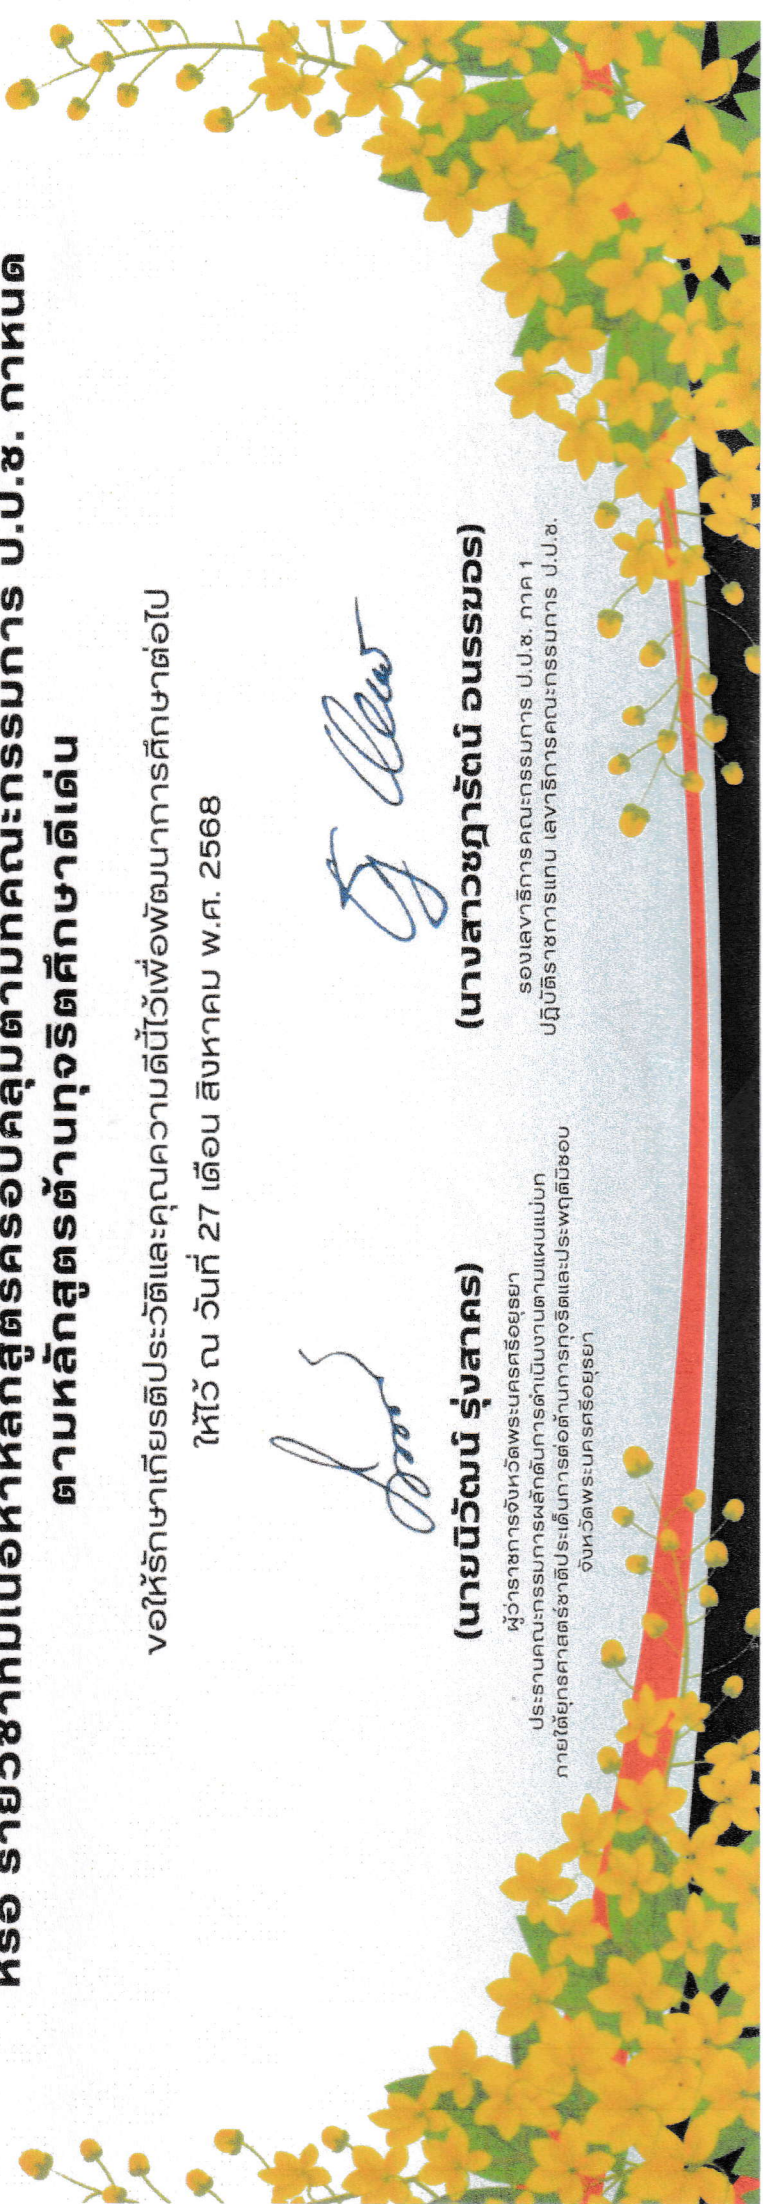 หรือ รายวิชาที่มีเนื้อหาหลักสูตรครอบคลุมตามที่คณะกรรมการ ป.ป.ช. กำหนด
ตามหลักสูตรต้านทุจริตศึกษาดีเด่น
ขอให้รักษาเกียรติประวัติและคุณความดีนี้ไว้เพื่อพัฒนาการศึกษาต่อไป
ให้ไว้ ณ วันที่ 27 เดือน สิงหาคม พ.ศ. 2568
(นายนิวัฒน์ รุ่งสาคร)
ผู้ว่าราชการจังหวัดพระนครศรีอยุธยา
ประธานคณะกรรมการผลักดันการดำเนินงานตามแผนแม่บท
ภายใต้ยุทธศาสตร์ชาติประเด็นการต่อต้านการทุจริตและประพฤติมิชอบ
จังหวัดพระนครศรีอยุธยา
(นางสาวชฎารัตน์ อนรรฆอร)
รองเลขาธิการคณะกรรมการ ป.ป.ช. ภาค 1
ปฏิบัติราชการแทน เลขาธิการคณะกรรมการ ป.ป.ช.